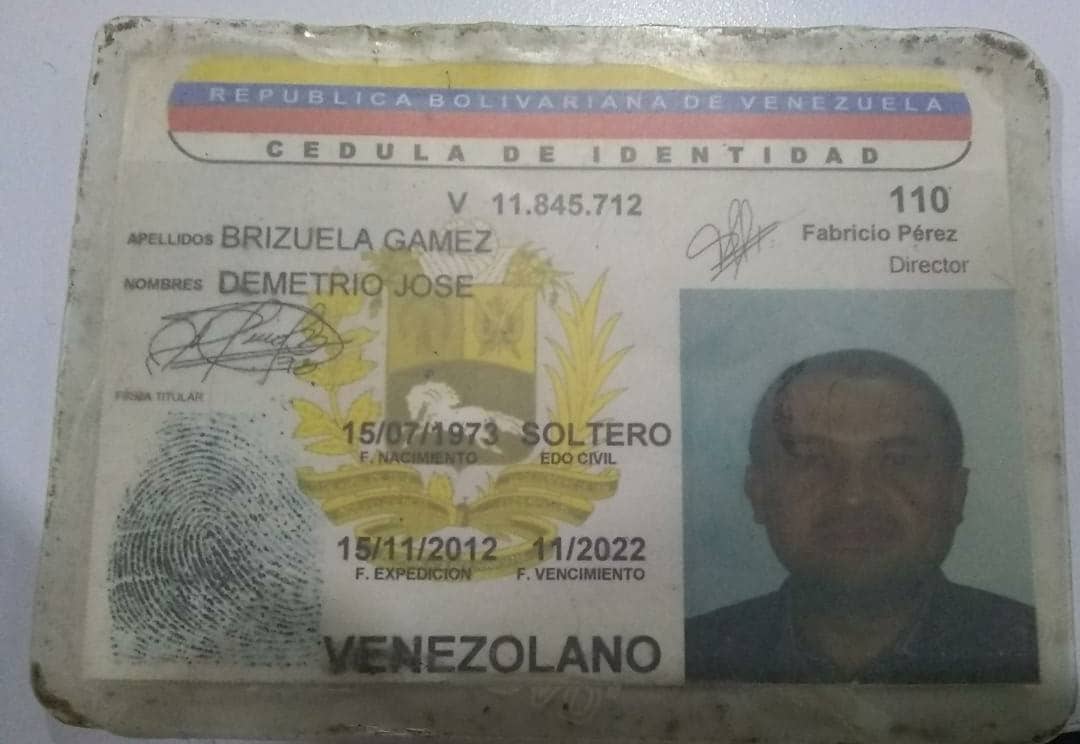 REPUBLICA BOLIVARIANA DE VENEZUELA
CEDULA DE IDENTIDAD
V 11.845.712
110
APELLIDOS BRIZUELA GAMEZ
Fabricio Pérez
Director
NOMBRES DEMETRIO JOSE
FIRMA TITULAR
15/07/1973 SOLTERO
F. NACIMIENTO EDO CIVIL
15/11/2012 11/2022
F. EXPEDICION F. VENCIMIENTO
VENEZOLANO